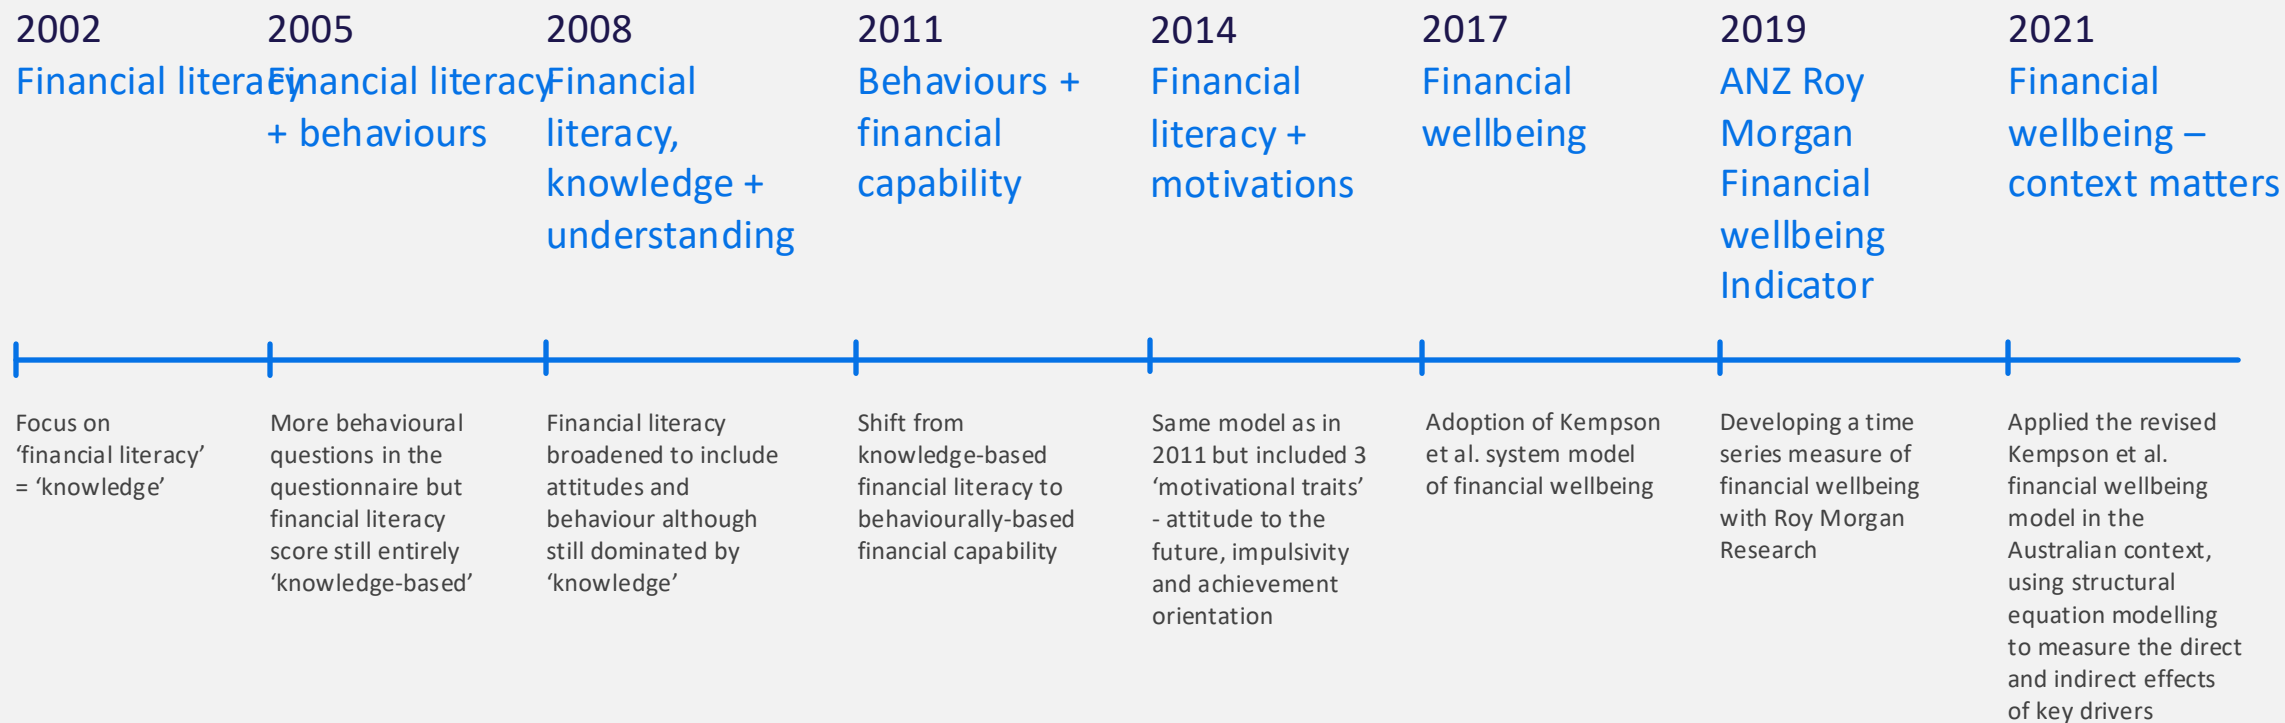 2002
Financial literacy
Focus on
‘financial literacy’
= ‘knowledge’
2005
Financial literacy
+ behaviours
More behavioural
questions in the
questionnaire but
financial literacy
score still entirely
‘knowledge-based’
2008
Financial
literacy,
knowledge +
understanding
Financial literacy
broadened to include
attitudes and
behaviour although
still dominated by
‘knowledge’
2011
Behaviours +
financial
capability
Shift from
knowledge-based
financial literacy to
behaviourally-based
financial capability
2014
Financial
literacy +
motivations
Same model as in
2011 but included 3
‘motivational traits’
- attitude to the
future, impulsivity
and achievement
orientation
2017
Financial
wellbeing
Adoption of Kempson
et al. system model
of financial wellbeing
2019
ANZ Roy
Morgan
Financial
wellbeing
Indicator
Developing a time
series measure of
financial wellbeing
with Roy Morgan
Research
2021
Financial
wellbeing –
context matters
Applied the revised
Kempson et al.
financial wellbeing
model in the
Australian context,
using structural
equation modelling
to measure the direct
and indirect effects
of key drivers